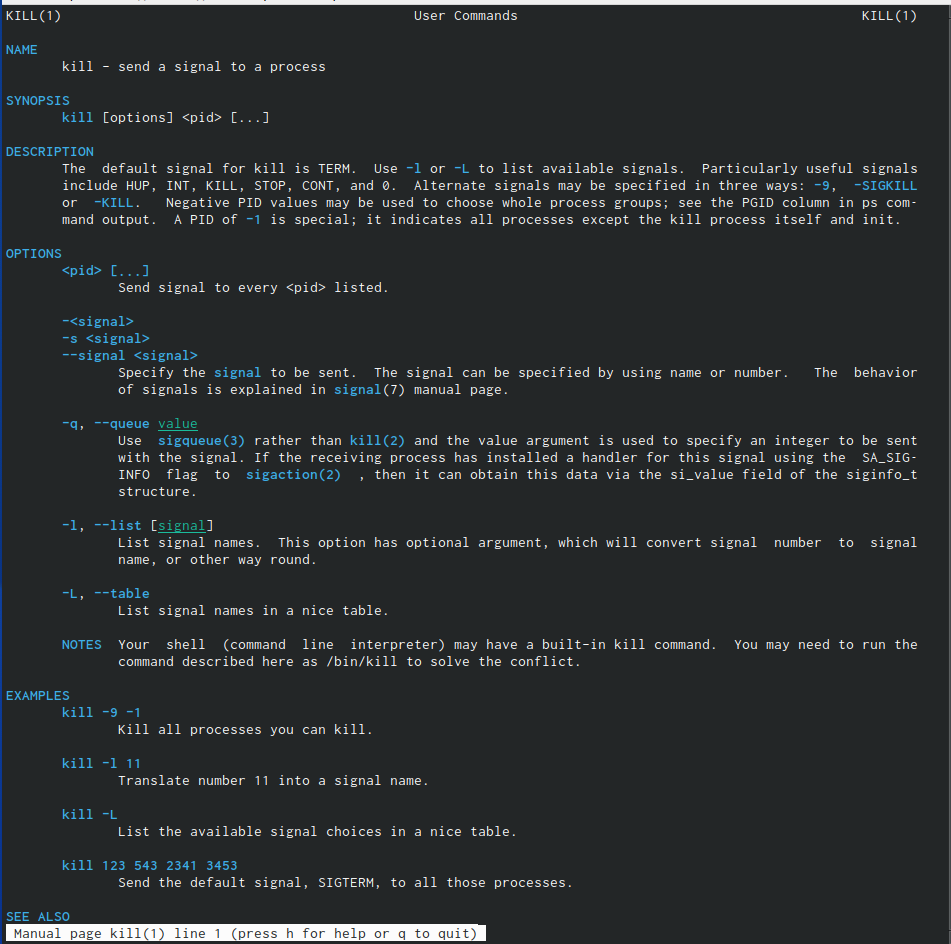 KILL(1) User Commands KILL(1)
NAME
kill - send a signal to a process
SYNOPSIS
kill [options] <pid> [...]
DESCRIPTION
The default signal for kill is TERM. Use -l or -L to list available signals. Particularly useful signals
include HUP, INT, KILL, STOP, CONT, and 0. Alternate signals may be specified in three ways: -9, -SIGKILL
or -KILL. Negative PID values may be used to choose whole process groups; see the PGID column in ps com-
mand output. A PID of -1 is special; it indicates all processes except the kill process itself and init.
OPTIONS
<pid> [...]
Send signal to every <pid> listed.
-<signal>
-s <signal>
--signal <signal>
Specify the signal to be sent. The signal can be specified by using name or number. The behavior
of signals is explained in signal(7) manual page.
-q, --queue value
Use sigqueue(3) rather than kill(2) and the value argument is used to specify an integer to be sent
with the signal. If the receiving process has installed a handler for this signal using the SA_SIG-
INFO flag to sigaction(2) , then it can obtain this data via the si_value field of the siginfo_t
structure.
-l, --list [signal]
List signal names. This option has optional argument, which will convert signal number to signal
name, or other way round.
-L, --table
List signal names in a nice table.
NOTES Your shell (command line interpreter) may have a built-in kill command. You may need to run the
command described here as /bin/kill to solve the conflict.
EXAMPLES
kill -9 -1
Kill all processes you can kill.
kill -l 11
Translate number 11 into a signal name.
kill -L
List the available signal choices in a nice table.
kill 123 543 2341 3453
Send the default signal, SIGTERM, to all those processes.
SEE ALSO
Manual page kill(1) line 1 (press h for help or q to quit)